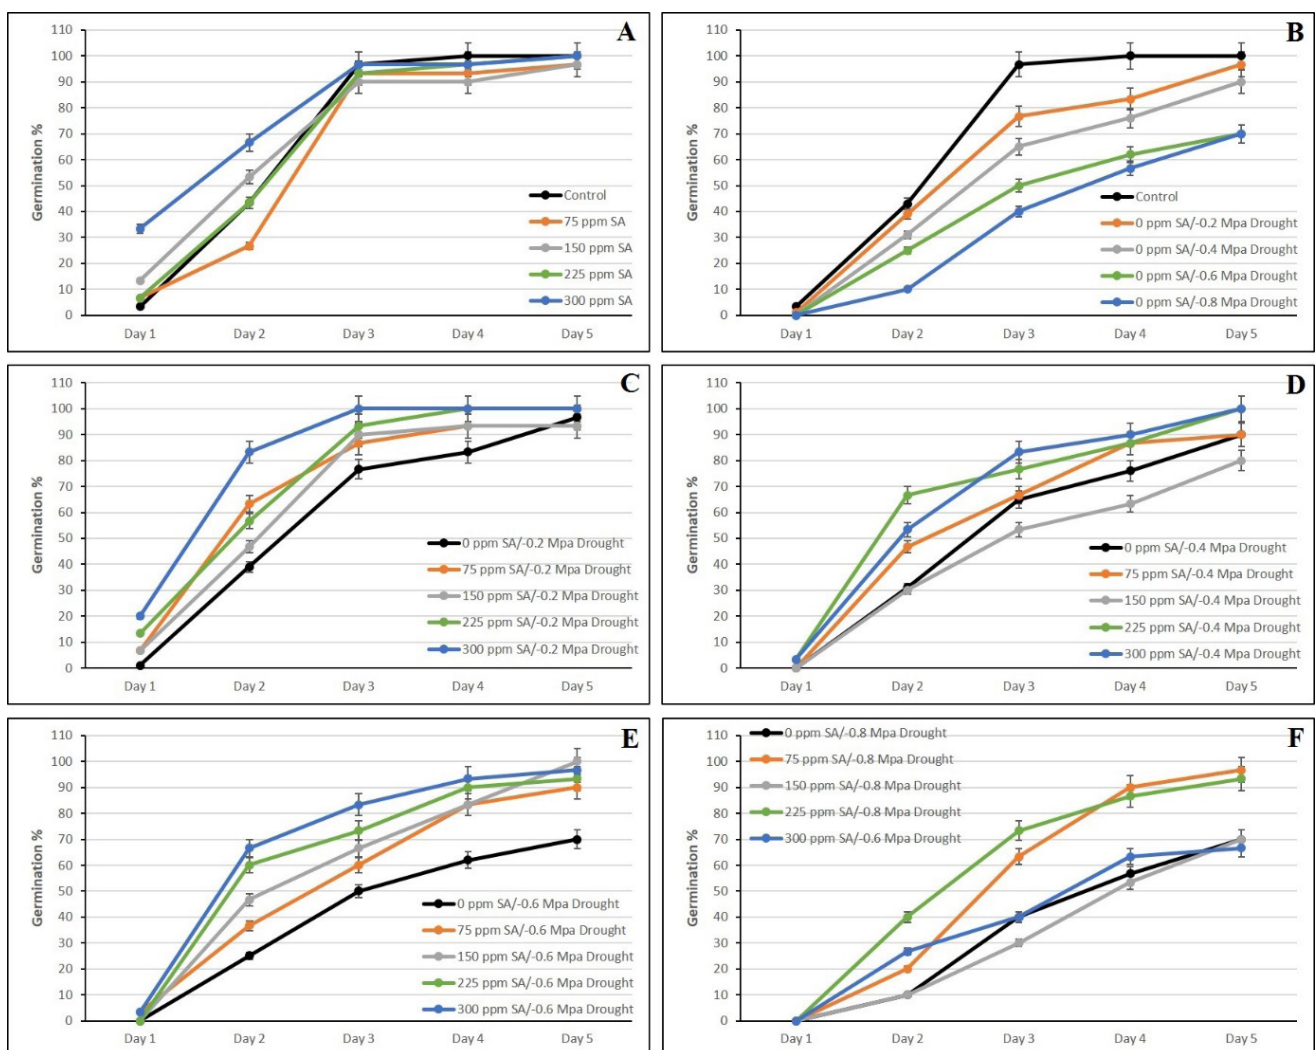 A
Germination %
110
100
90
80
70
60
50
40
30
20
10
0
Control
75 ppm SA
150 ppm SA
225 ppm SA
300 ppm SA
Day 1 Day 2 Day 3 Day 4 Day 5
B
Germination %
110
100
90
80
70
60
50
40
30
20
10
0
Control
0 ppm SA/-0.2 Mpa Drought
0 ppm SA/-0.4 Mpa Drought
0 ppm SA/-0.6 Mpa Drought
0 ppm SA/-0.8 Mpa Drought
Day 1 Day 2 Day 3 Day 4 Day 5
C
Germination %
110
100
90
80
70
60
50
40
30
20
10
0
0 ppm SA/-0.2 Mpa Drought
75 ppm SA/-0.2 Mpa Drought
150 ppm SA/-0.2 Mpa Drought
225 ppm SA/-0.2 Mpa Drought
300 ppm SA/-0.2 Mpa Drought
Day 1 Day 2 Day 3 Day 4 Day 5
D
Germination %
110
100
90
80
70
60
50
40
30
20
10
0
0 ppm SA/-0.4 Mpa Drought
75 ppm SA/-0.4 Mpa Drought
150 ppm SA/-0.4 Mpa Drought
225 ppm SA/-0.4 Mpa Drought
300 ppm SA/-0.4 Mpa Drought
Day 1 Day 2 Day 3 Day 4 Day 5
E
Germination %
110
100
90
80
70
60
50
40
30
20
10
0
0 ppm SA/-0.6 Mpa Drought
75 ppm SA/-0.6 Mpa Drought
150 ppm SA/-0.6 Mpa Drought
225 ppm SA/-0.6 Mpa Drought
300 ppm SA/-0.6 Mpa Drought
Day 1 Day 2 Day 3 Day 4 Day 5
F
Germination %
110
100
90
80
70
60
50
40
30
20
10
0
0 ppm SA/-0.8 Mpa Drought
75 ppm SA/-0.8 Mpa Drought
150 ppm SA/-0.8 Mpa Drought
225 ppm SA/-0.8 Mpa Drought
300 ppm SA/-0.6 Mpa Drought
Day 1 Day 2 Day 3 Day 4 Day 5